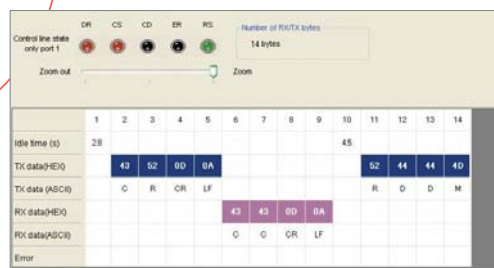 DR CS CD ER RS
Number of RX/TX bytes
Control line state
only port 1
14 bytes
Zoom out Zoom
1 2 3 4 5 6 7 8 9 10 11 12 13 14
Idle time (s) 28 45
TX data(HEX) 43 52 0D 0A 52 44 44 4D
TX data (ASCII) C R CR LF R D D M
RX data(HEX) 43 43 0D 0A
RX data(ASCII) C C CR LF
Error